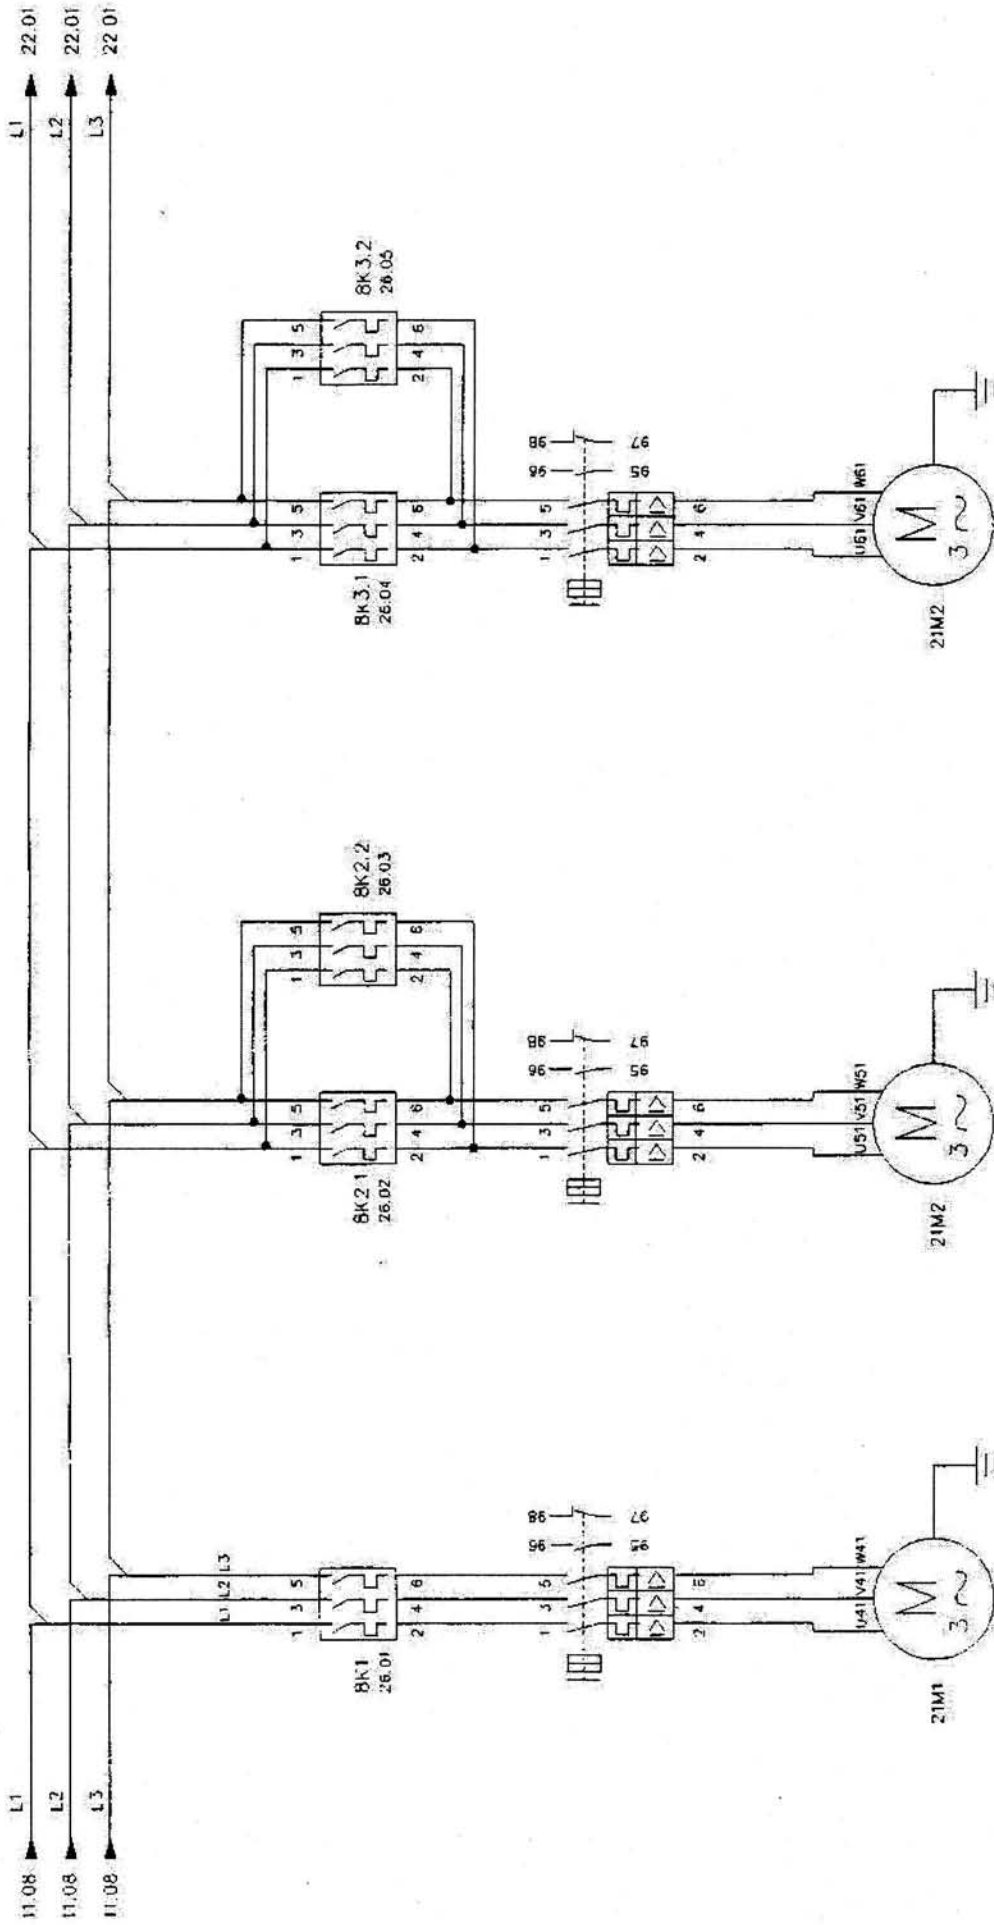 11.08 L1
11.08 L2
11.08 L3
L1 22.01
L2 22.01
L3 22 01
L1 L2 L3
1 3 5
8K1
26.01
2 4 6
1 3 5
96 98
95 97
2 4 6
U41 V41 W41
M
3 ~
21M1
1 3 5
8K2 1
26.02
2 4 6
1 3 5
8K2.2
26.03
2 4 6
1 3 5
96 98
95 97
2 4 6
U51 V51 W51
M
3 ~
21M2
1 3 5
8K3.1
26.04
2 4 6
1 3 5
8K3.2
26.05
2 4 6
1 3 5
96 98
95 97
2 4 6
U61 V61 W61
M
3 ~
21M2